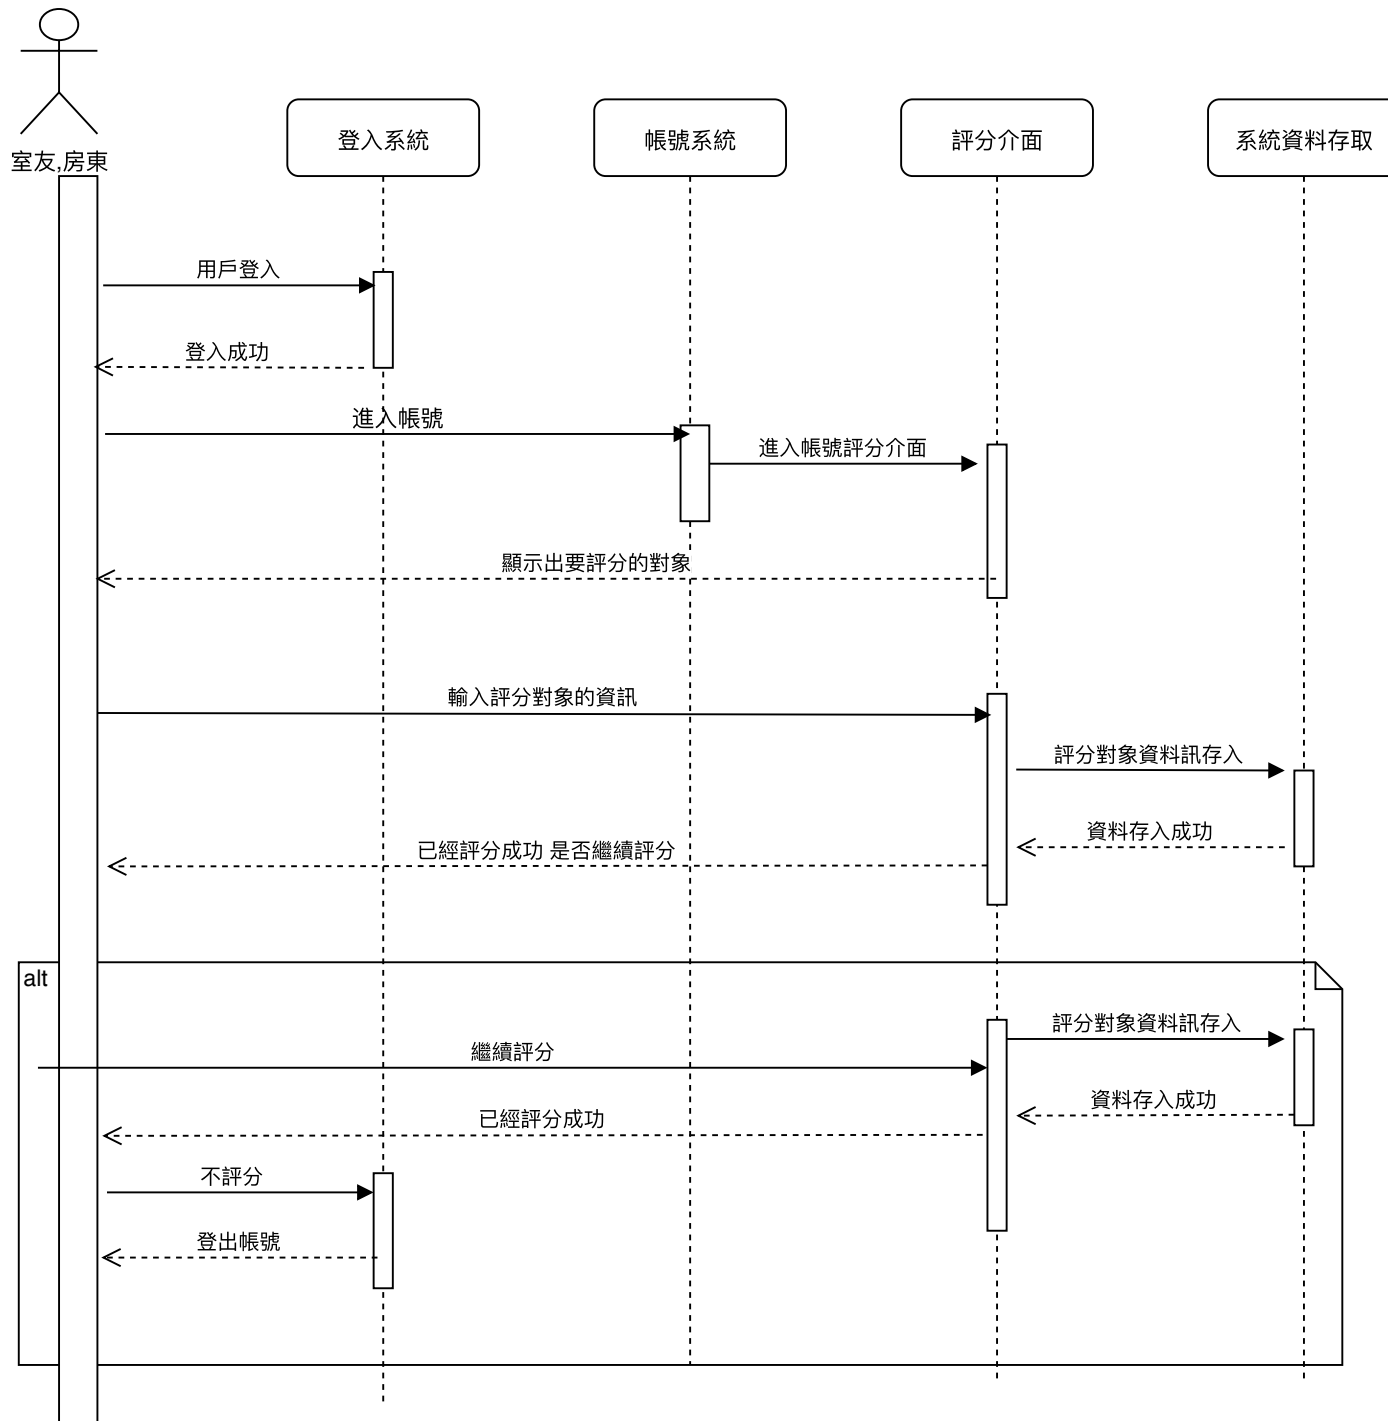 室友,房東
登入系統
帳號系統
評分介面
系統資料存取
用戶登入
登入成功
進入帳號
進入帳號評分介面
顯示出要評分的對象
輸入評分對象的資訊
評分對象資料訊存入
資料存入成功
已經評分成功 是否繼續評分
alt
評分對象資料訊存入
繼續評分
資料存入成功
已經評分成功
不評分
登出帳號